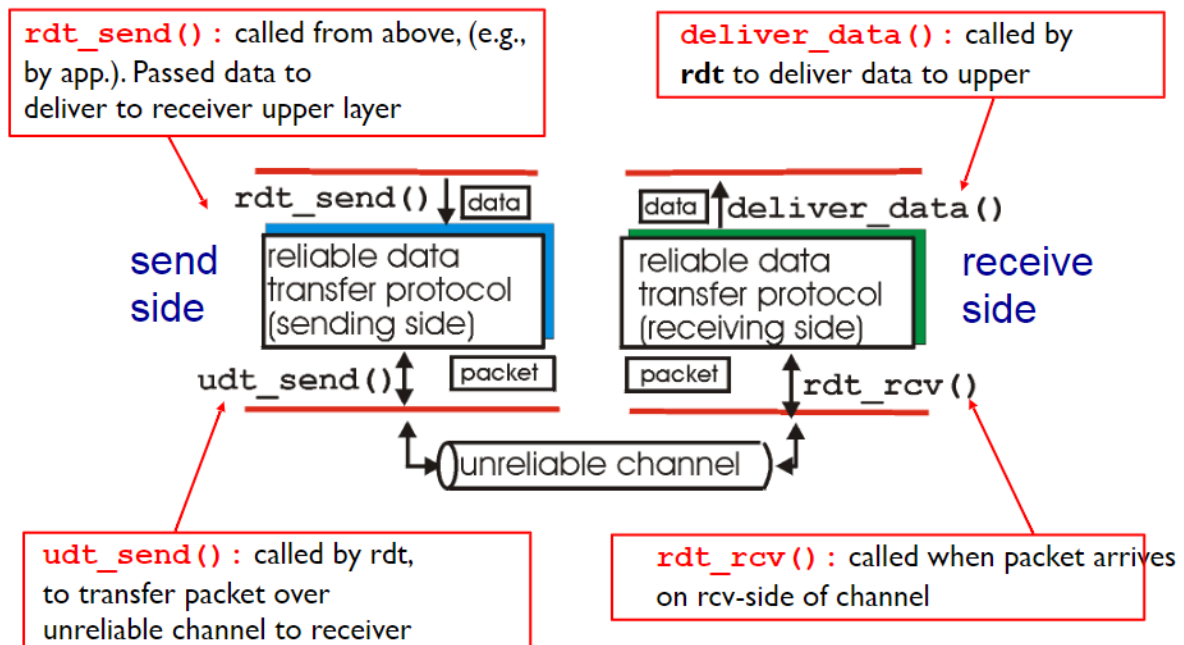 rdt_send(): called from above, (e.g.,
by app.). Passed data to
deliver to receiver upper layer
deliver_data(): called by
rdt to deliver data to upper
rdt_send()
data
data
deliver_data()
send
side
reliable data
transfer protocol
(sending side)
reliable data
transfer protocol
(receiving side)
receive
side
udt_send()
packet
packet
rdt_rcv()
unreliable channel
udt_send(): called by rdt,
to transfer packet over
unreliable channel to receiver
rdt_rcv(): called when packet arrives
on rcv-side of channel